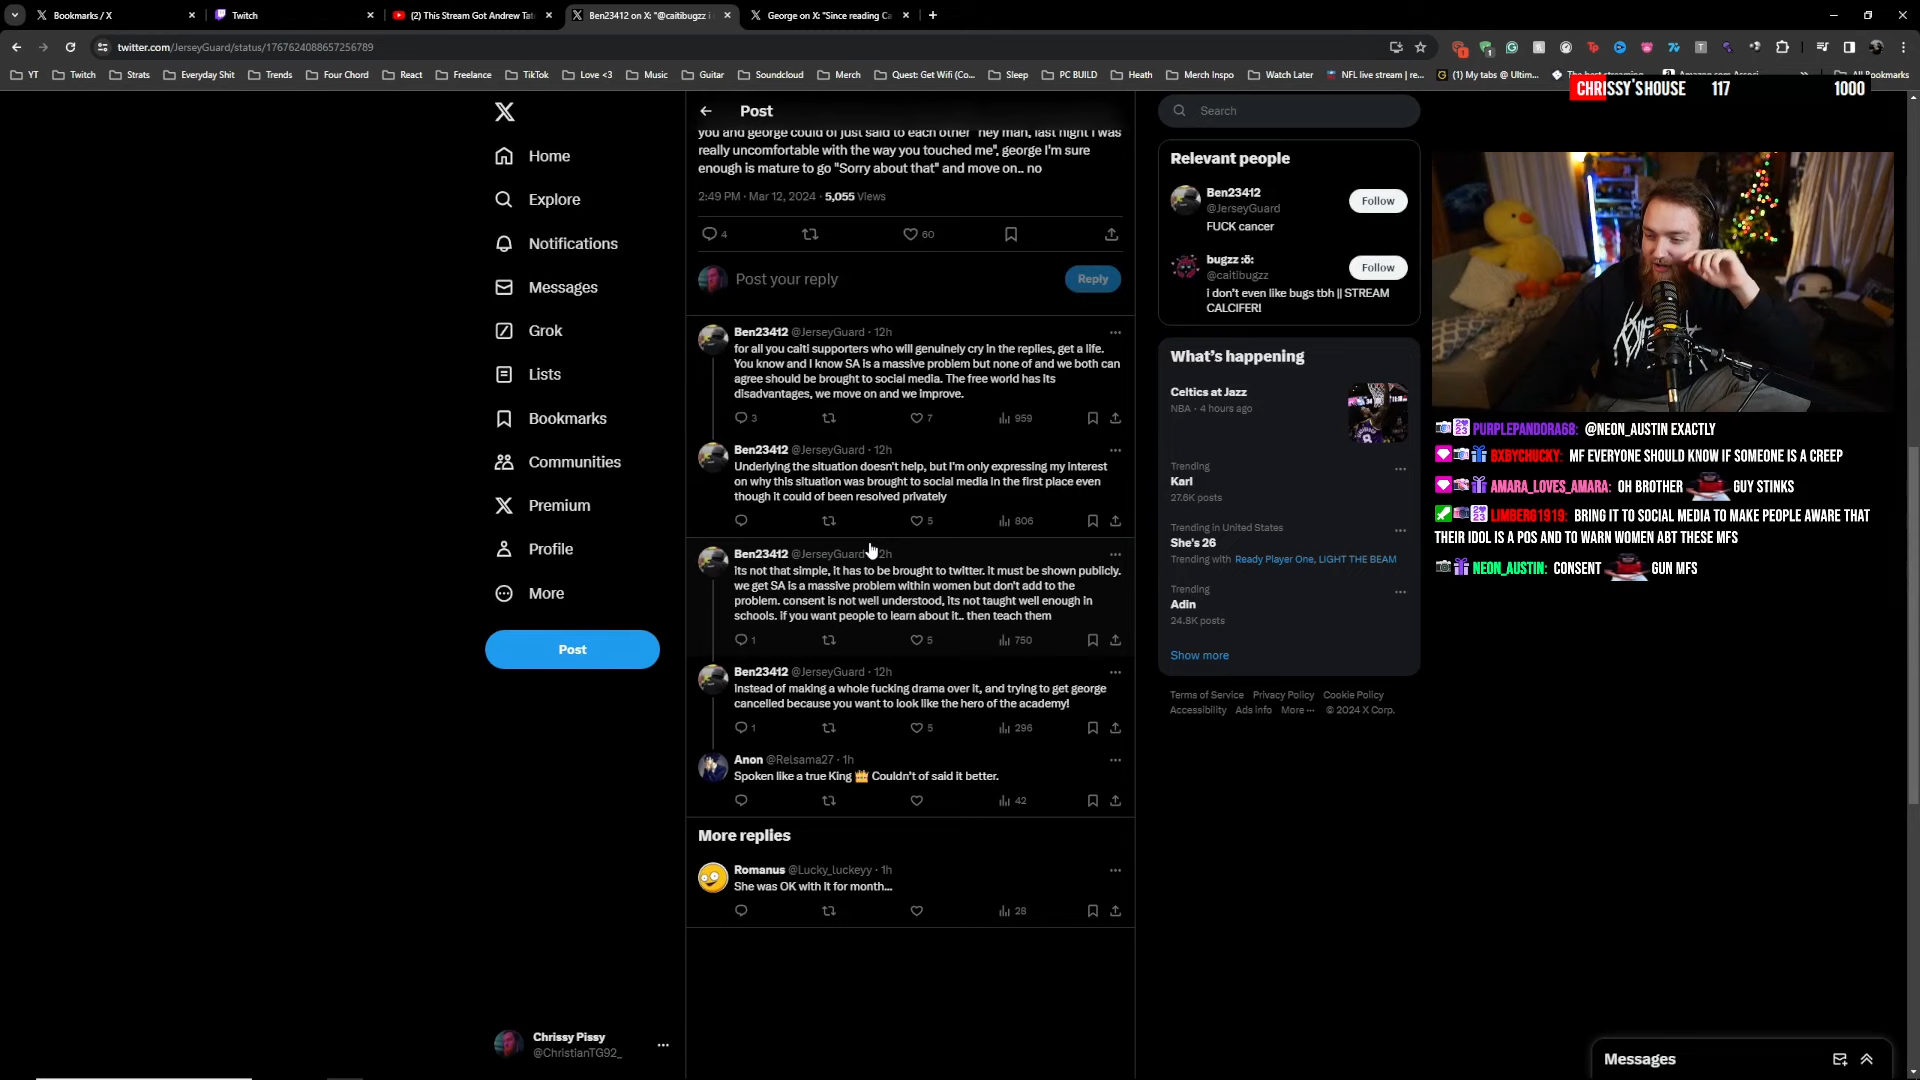 Bookmarks / X
Twitch
(2) This Stream Got Andrew Tat
Ben23412 on X: "@caitibugzz i
George on X: "Since reading Ca
twitter.com/JerseyGuard/status/1767624088657256789
YT
Twitch
Strats
Everyday Shit
Trends
Four Chord
React
Freelance
TikTok
Love <3
Music
Guitar
Soundcloud
Merch
Quest: Get Wifi (Co...
Sleep
PC BUILD
Heath
Merch Inspo
Watch Later
NFL live stream | re...
(1) My tabs @ Ultim...
The best streaming
Amazon.com Associ
All Bookmarks
CHRISSY'S HOUSE 117 1000
Home
Explore
Notifications
Messages
Grok
Lists
Bookmarks
Communities
Premium
Profile
More
Post
Chrissy Pissy
@ChristianTG92_
Post
you and george could of just said to each other "hey man, last night I was
really uncomfortable with the way you touched me", george I'm sure
enough is mature to go "Sorry about that" and move on.. no
2:49 PM · Mar 12, 2024 · 5,055 Views
4 60
Post your reply
Reply
Ben23412 @JerseyGuard · 12h
for all you caiti supporters who will genuinely cry in the replies, get a life.
You know and I know SA is a massive problem but none of and we both can
agree should be brought to social media. The free world has its
disadvantages, we move on and we improve.
3 7 959
Ben23412 @JerseyGuard · 12h
Underlying the situation doesn't help, but I'm only expressing my interest
on why this situation was brought to social media in the first place even
though it could of been resolved privately
5 806
Ben23412 @JerseyGuard 2h
its not that simple, it has to be brought to twitter. it must be shown publicly.
we get SA is a massive problem within women but don't add to the
problem. consent is not well understood, its not taught well enough in
schools. if you want people to learn about it.. then teach them
1 5 750
Ben23412 @JerseyGuard · 12h
instead of making a whole fucking drama over it, and trying to get george
cancelled because you want to look like the hero of the academy!
1 5 296
Anon @Relsama27 · 1h
Spoken like a true King 👑 Couldn't of said it better.
42
More replies
Romanus @Lucky_luckeyy · 1h
She was OK with it for month...
28
Search
Relevant people
Ben23412
@JerseyGuard
Follow
FUCK cancer
bugzz :ö:
@caitibugzz
Follow
i don't even like bugs tbh || STREAM
CALCIFER!
What's happening
Celtics at Jazz
NBA · 4 hours ago
Trending
Karl
27.6K posts
Trending in United States
She's 26
Trending with Ready Player One, LIGHT THE BEAM
Trending
Adin
24.8K posts
Show more
Terms of Service Privacy Policy Cookie Policy
Accessibility Ads info More ··· © 2024 X Corp.
PURPLEPANDORA68: @NEON_AUSTIN EXACTLY
BXBYCHUCKY: MF EVERYONE SHOULD KNOW IF SOMEONE IS A CREEP
AMARA_LOVES_AMARA: OH BROTHER GUY STINKS
LIMBERG1919: BRING IT TO SOCIAL MEDIA TO MAKE PEOPLE AWARE THAT
THEIR IDOL IS A POS AND TO WARN WOMEN ABT THESE MFS
NEON_AUSTIN: CONSENT GUN MFS
Messages